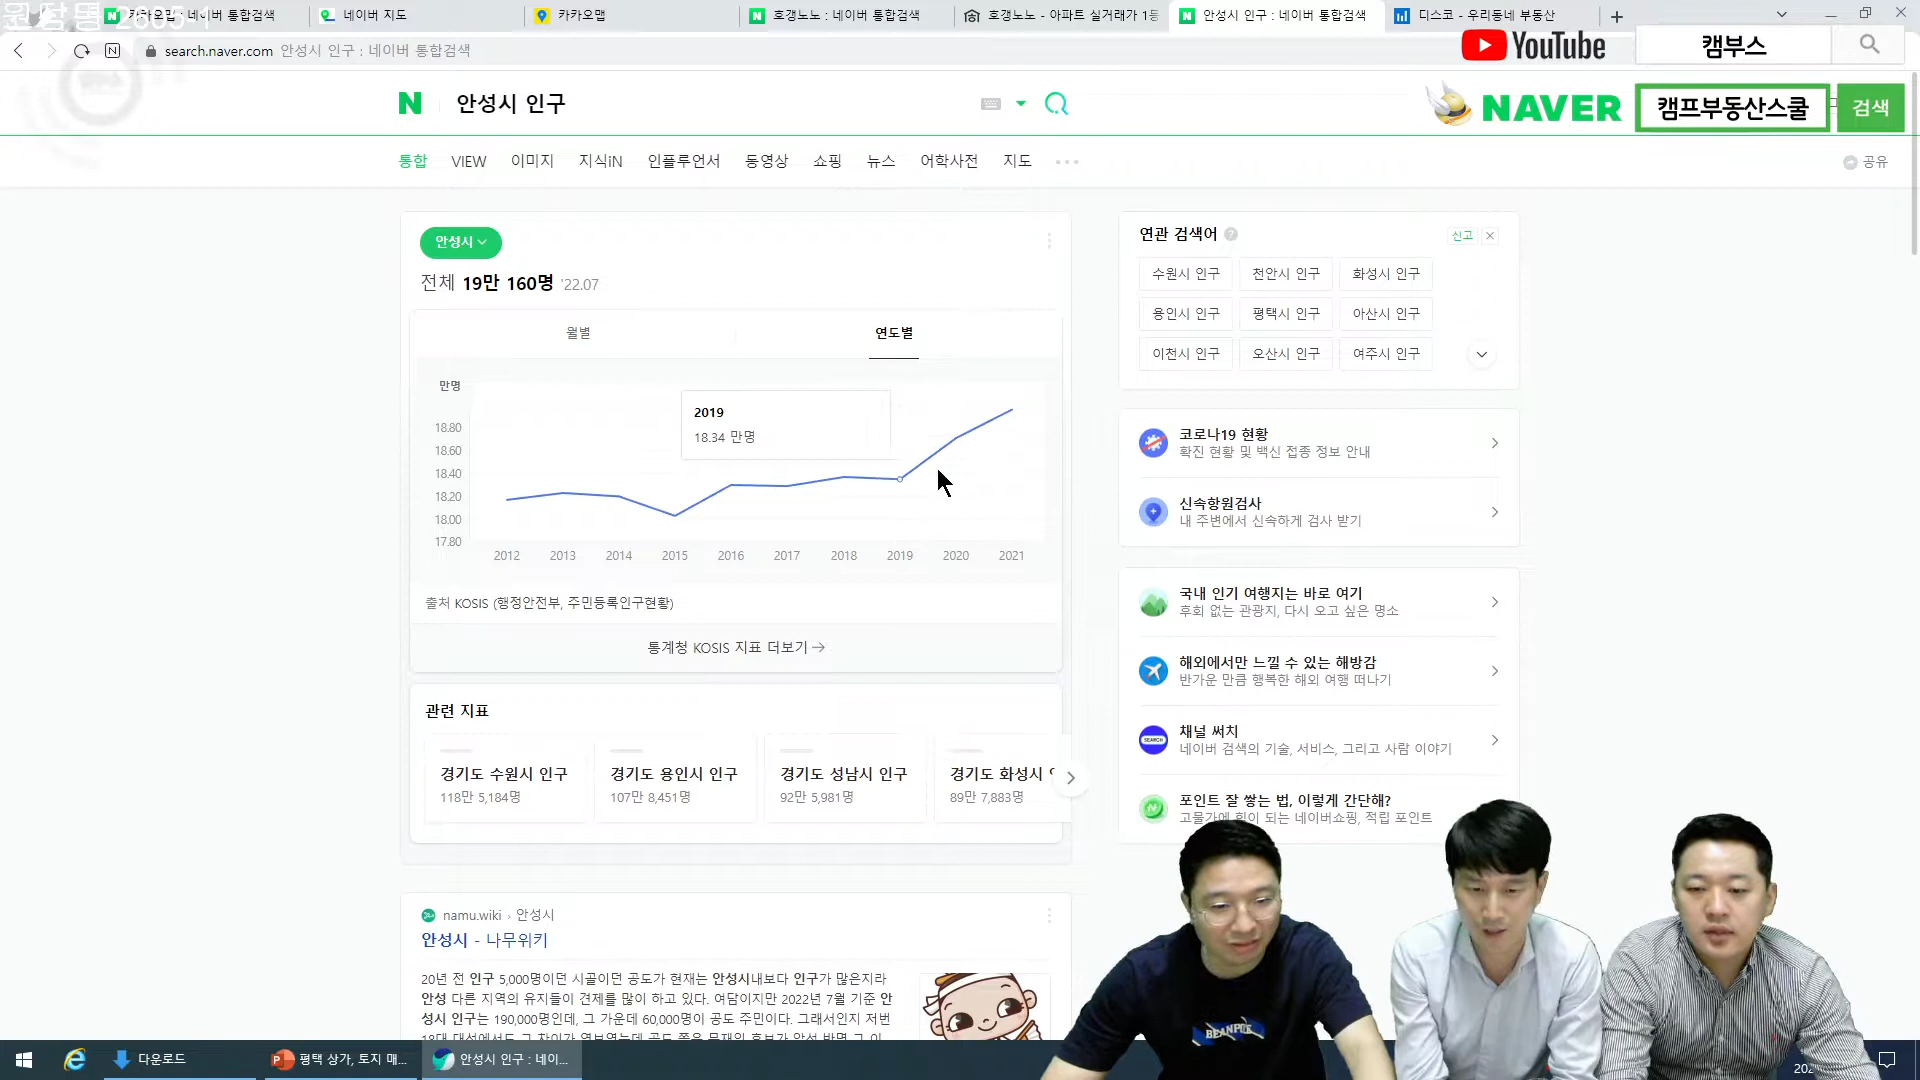 원달명 2605-1
카카오맵 : 네이버 통합검색
네이버 지도
카카오맵
호갱노노 : 네이버 통합검색
호갱노노 - 아파트 실거래가 1등
안성시 인구 : 네이버 통합검색
디스코 - 우리동네 부동산
search.naver.com 안성시 인구 : 네이버 통합검색
YouTube 캠부스
안성시 인구
NAVER 캠프부동산스쿨 검색
통합 VIEW 이미지 지식iN 인플루언서 동영상 쇼핑 뉴스 어학사전 지도
공유
안성시
전체 19만 160명 '22.07
월별 연도별
만명
18.80
18.60
18.40
18.20
18.00
17.80
2019
18.34 만명
2012 2013 2014 2015 2016 2017 2018 2019 2020 2021
출처 KOSIS (행정안전부, 주민등록인구현황)
통계청 KOSIS 지표 더보기
관련 지표
경기도 수원시 인구
118만 5,184명
경기도 용인시 인구
107만 8,451명
경기도 성남시 인구
92만 5,981명
경기도 화성시
89만 7,883명
namu.wiki › 안성시
안성시 - 나무위키
20년 전 인구 5,000명이던 시골이던 공도가 현재는 안성시내보다 인구가 많은지라
안성 다른 지역의 유지들이 견제를 많이 하고 있다. 여담이지만 2022년 7월 기준 안
성시 인구는 190,000명인데, 그 가운데 60,000명이 공도 주민이다. 그래서인지 저번
연관 검색어
신고
수원시 인구 천안시 인구 화성시 인구
용인시 인구 평택시 인구 아산시 인구
이천시 인구 오산시 인구 여주시 인구
코로나19 현황
확진 현황 및 백신 접종 정보 안내
신속항원검사
내 주변에서 신속하게 검사 받기
국내 인기 여행지는 바로 여기
후회 없는 관광지, 다시 오고 싶은 명소
해외에서만 느낄 수 있는 해방감
반가운 만큼 행복한 해외 여행 떠나기
SEARCH
채널 써치
네이버 검색의 기술, 서비스, 그리고 사람 이야기
포인트 잘 쌓는 법, 이렇게 간단해?
고물가에 힘이 되는 네이버쇼핑, 적립 포인트
다운로드
평택 상가, 토지 매...
안성시 인구 : 네이...